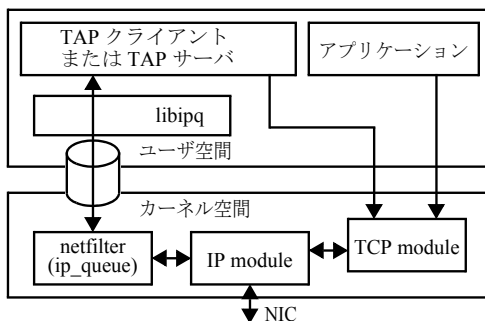 TAP クライアント
または TAP サーバ
アプリケーション
libipq
ユーザ空間
カーネル空間
netfilter
(ip_queue)
IP module
TCP module
NIC